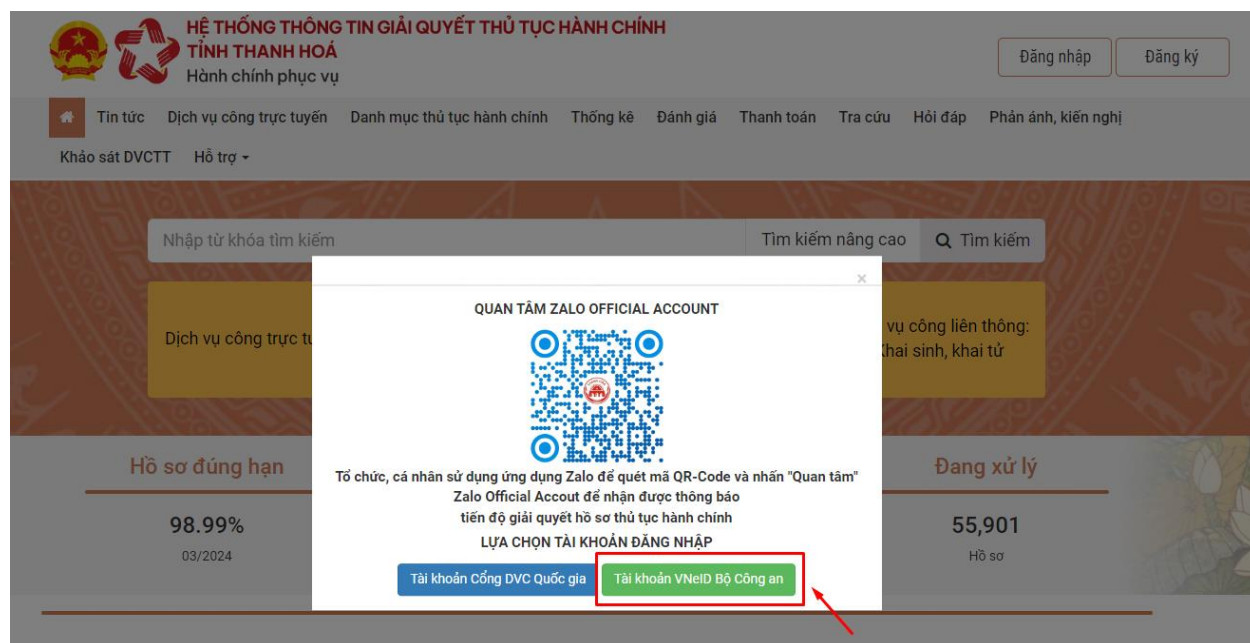 HỆ THỐNG THÔNG TIN GIẢI QUYẾT THỦ TỤC HÀNH CHÍNH
TỈNH THANH HOÁ
Hành chính phục vụ
Đăng nhập
Đăng ký
Tin tức Dịch vụ công trực tuyến Danh mục thủ tục hành chính Thống kê Đánh giá Thanh toán Tra cứu Hỏi đáp Phản ánh, kiến nghị
Khảo sát DVCTT Hỗ trợ
Nhập từ khóa tìm kiếm
Tìm kiếm nâng cao
Tìm kiếm
×
QUAN TÂM ZALO OFFICIAL ACCOUNT
Dịch vụ công trực
vụ công liên thông:
Khai sinh, khai tử
Tổ chức, cá nhân sử dụng ứng dụng Zalo để quét mã QR-Code và nhấn "Quan tâm"
Zalo Official Accout để nhận được thông báo
tiến độ giải quyết hồ sơ thủ tục hành chính
LỰA CHỌN TÀI KHOẢN ĐĂNG NHẬP
Tài khoản Cổng DVC Quốc gia
Tài khoản VNeID Bộ Công an
Hồ sơ đúng hạn
98.99%
03/2024
Đang xử lý
55,901
Hồ sơ